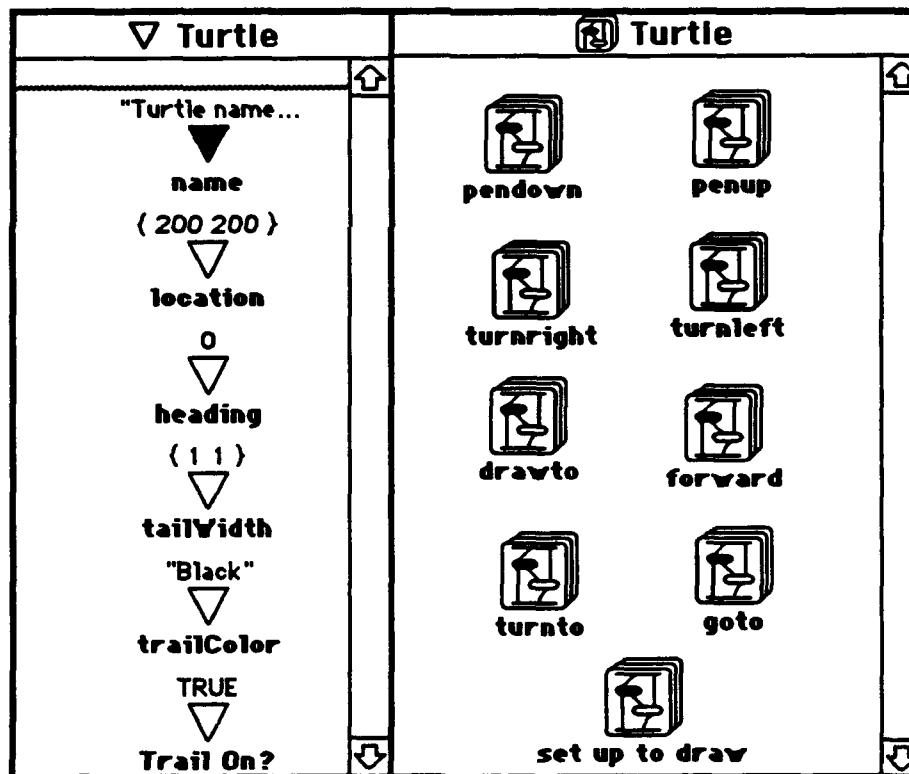 Turtle
"Turtle name...
name
{ 200 200 }
location
0
heading
{ 1 1 }
tailWidth
"Black"
trailColor
TRUE
Trail On?
Turtle
pendown penup
turnright turnleft
drawto forward
turnto goto
set up to draw